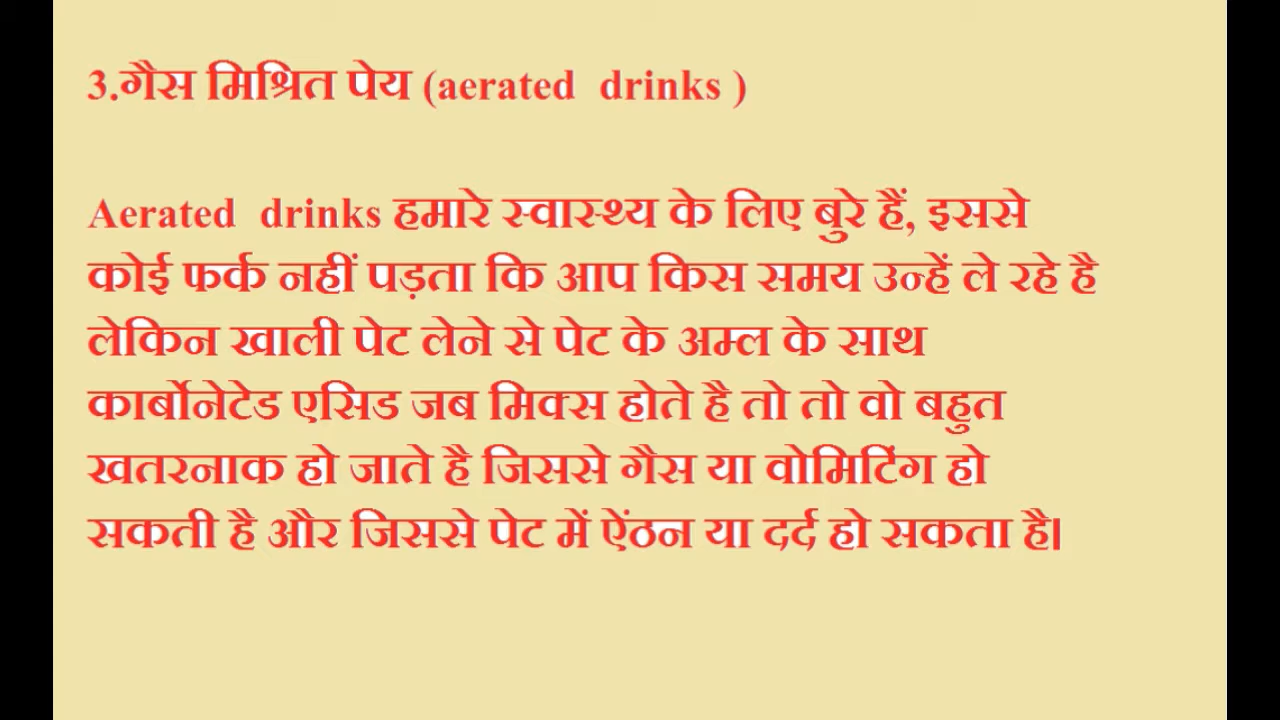 3.गैस मिश्रित पेय (aerated drinks )
Aerated drinks हमारे स्वास्थ्य के लिए बुरे हैं, इससे
कोई फर्क नहीं पड़ता कि आप किस समय उन्हें ले रहे है
लेकिन खाली पेट लेने से पेट के अम्ल के साथ
कार्बोनेटेड एसिड जब मिक्स होते है तो तो वो बहुत
खतरनाक हो जाते है जिससे गैस या वोमिटिंग हो
सकती है और जिससे पेट में ऐंठन या दर्द हो सकता है।